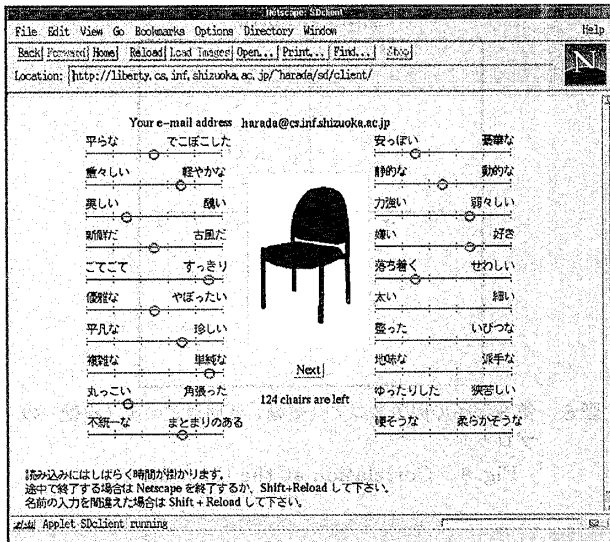 Netscape: SDclient
File Edit View Go Bookmarks Options Directory Window Help
Back Forward Home Reload Load Images Open... Print... Find... Stop
Location: http://liberty.cs.inf.shizuoka.ac.jp/~harada/sd/client/
N
Your e-mail address harada@cs.inf.shizuoka.ac.jp
平らな でこぼこした
重々しい 軽やかな
美しい 醜い
新鮮だ 古風だ
ごてごて すっきり
優雅な やぼったい
平凡な 珍しい
複雑な 単純な
丸っこい 角張った
不統一な まとまりのある
Next
124 chairs are left
安っぽい 豪華な
静的な 動的な
力強い 弱々しい
嫌い 好き
落ち着く せわしい
太い 細い
整った いびつな
地味な 派手な
ゆったりした 狭苦しい
硬そうな 柔らかそうな
読み込みにはしばらく時間が掛かります。
途中で終了する場合は Netscape を終了するか、Shift+Reload して下さい。
名前の入力を間違えた場合は Shift + Reload して下さい。
Applet SDclient running